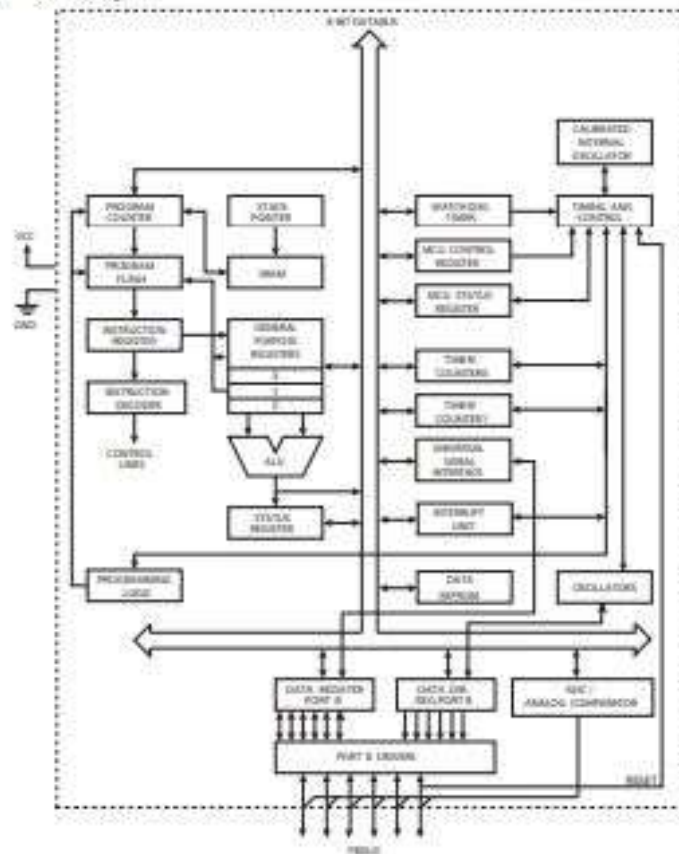 8-BIT DATABUS
CALIBRATED
INTERNAL
OSCILLATOR
PROGRAM
COUNTER
STACK
POINTER
WATCHDOG
TIMER
TIMING AND
CONTROL
VCC
PROGRAM
FLASH
SRAM
MCU CONTROL
REGISTER
MCU STATUS
REGISTER
GND
INSTRUCTION
REGISTER
GENERAL
PURPOSE
REGISTERS
X
Y
Z
INSTRUCTION
DECODER
TIMER/
COUNTER0
TIMER/
COUNTER1
CONTROL
LINES
ALU
UNIVERSAL
SERIAL
INTERFACE
STATUS
REGISTER
INTERRUPT
UNIT
PROGRAMMING
LOGIC
DATA
EEPROM
OSCILLATORS
DATA REGISTER
PORT B
DATA DIR.
REG.PORT B
ADC /
ANALOG COMPARATOR
PORT B DRIVERS
RESET